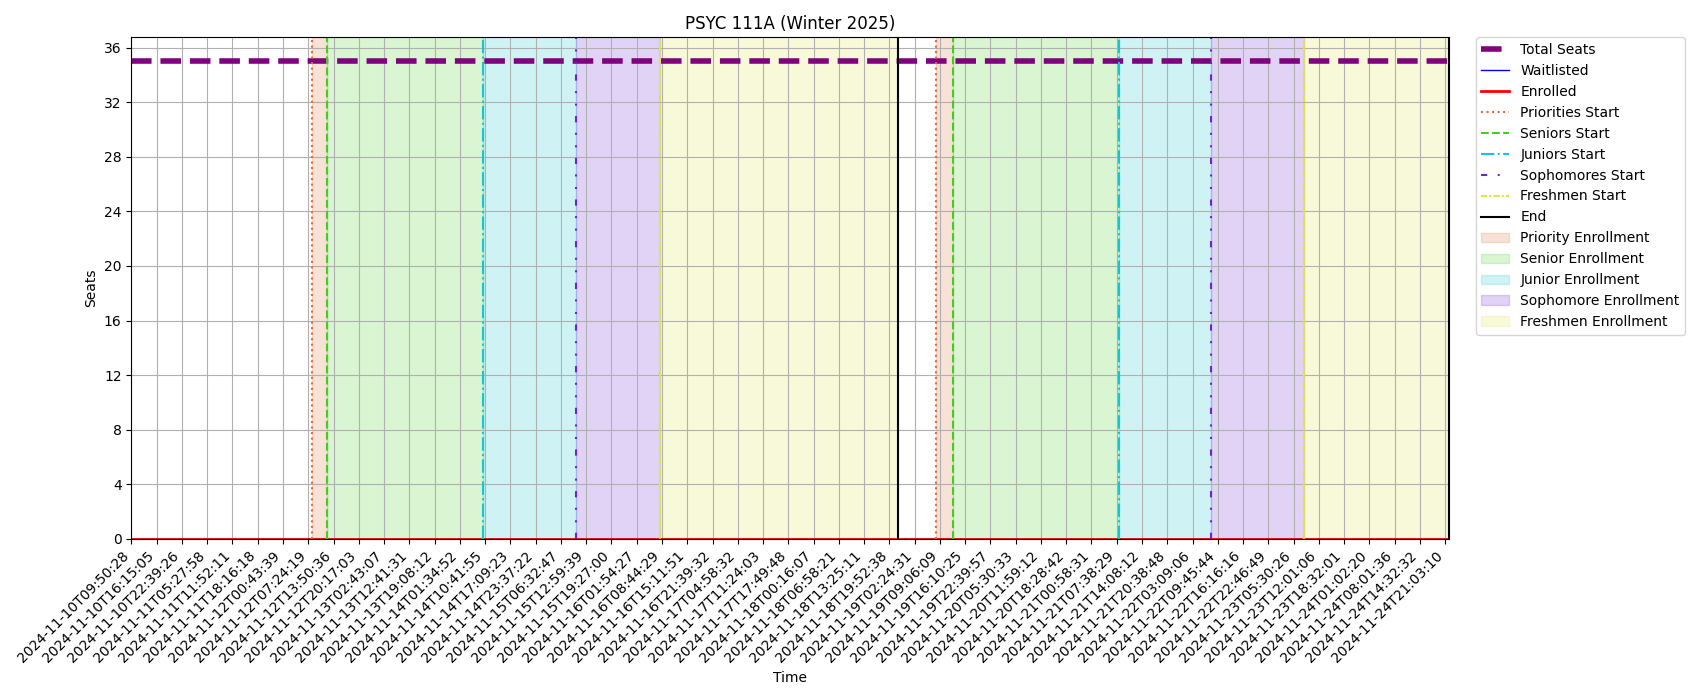 PSYC 111A (Winter 2025)
Seats
36
32
28
24
20
16
12
8
4
0
2024-11-10T09:50:28
2024-11-10T16:15:05
2024-11-10T22:39:26
2024-11-11T05:27:58
2024-11-11T11:52:11
2024-11-11T18:16:18
2024-11-12T00:43:39
2024-11-12T07:24:19
2024-11-12T13:50:36
2024-11-12T20:17:03
2024-11-13T02:43:07
2024-11-13T12:41:31
2024-11-13T19:08:12
2024-11-14T01:34:52
2024-11-14T10:41:55
2024-11-14T17:09:23
2024-11-14T23:37:22
2024-11-15T06:32:47
2024-11-15T12:59:39
2024-11-15T19:27:00
2024-11-16T01:54:27
2024-11-16T08:44:29
2024-11-16T15:11:51
2024-11-16T21:39:32
2024-11-17T04:58:32
2024-11-17T11:24:03
2024-11-17T17:49:48
2024-11-18T00:16:07
2024-11-18T06:58:21
2024-11-18T13:25:11
2024-11-18T19:52:38
2024-11-19T02:24:31
2024-11-19T09:06:09
2024-11-19T16:10:25
2024-11-19T22:39:57
2024-11-20T05:30:33
2024-11-20T11:59:12
2024-11-20T18:28:42
2024-11-21T00:58:31
2024-11-21T07:38:29
2024-11-21T14:08:12
2024-11-21T20:38:48
2024-11-22T03:09:06
2024-11-22T09:45:44
2024-11-22T16:16:16
2024-11-22T22:46:49
2024-11-23T05:30:26
2024-11-23T12:01:06
2024-11-23T18:32:01
2024-11-24T01:02:20
2024-11-24T08:01:36
2024-11-24T14:32:32
2024-11-24T21:03:10
Time
Total Seats
Waitlisted
Enrolled
Priorities Start
Seniors Start
Juniors Start
Sophomores Start
Freshmen Start
End
Priority Enrollment
Senior Enrollment
Junior Enrollment
Sophomore Enrollment
Freshmen Enrollment